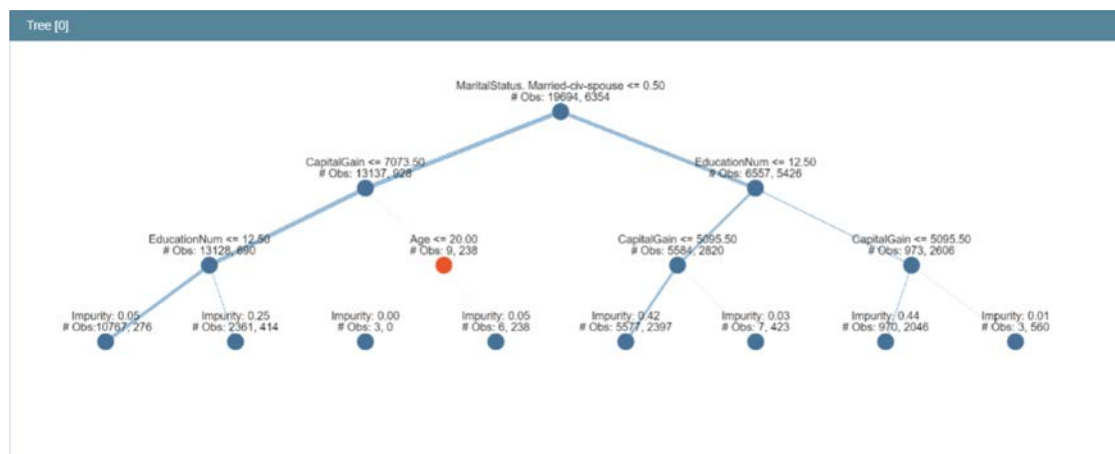 Tree [0]
MaritalStatus. Married-civ-spouse <= 0.50
# Obs: 19694, 6354
CapitalGain <= 7073.50
# Obs: 13137, 928
EducationNum <= 12.50
# Obs: 6557, 5426
EducationNum <= 12.50
# Obs: 13128, 690
Age <= 20.00
# Obs: 9, 238
CapitalGain <= 5095.50
# Obs: 5584, 2820
CapitalGain <= 5095.50
# Obs: 973, 2606
Impurity: 0.05
# Obs:10767, 276
Impurity: 0.25
# Obs: 2361, 414
Impurity: 0.00
# Obs: 3, 0
Impurity: 0.05
# Obs: 6, 238
Impurity: 0.42
# Obs: 5577, 2397
Impurity: 0.03
# Obs: 7, 423
Impurity: 0.44
# Obs: 970, 2046
Impurity: 0.01
# Obs: 3, 560